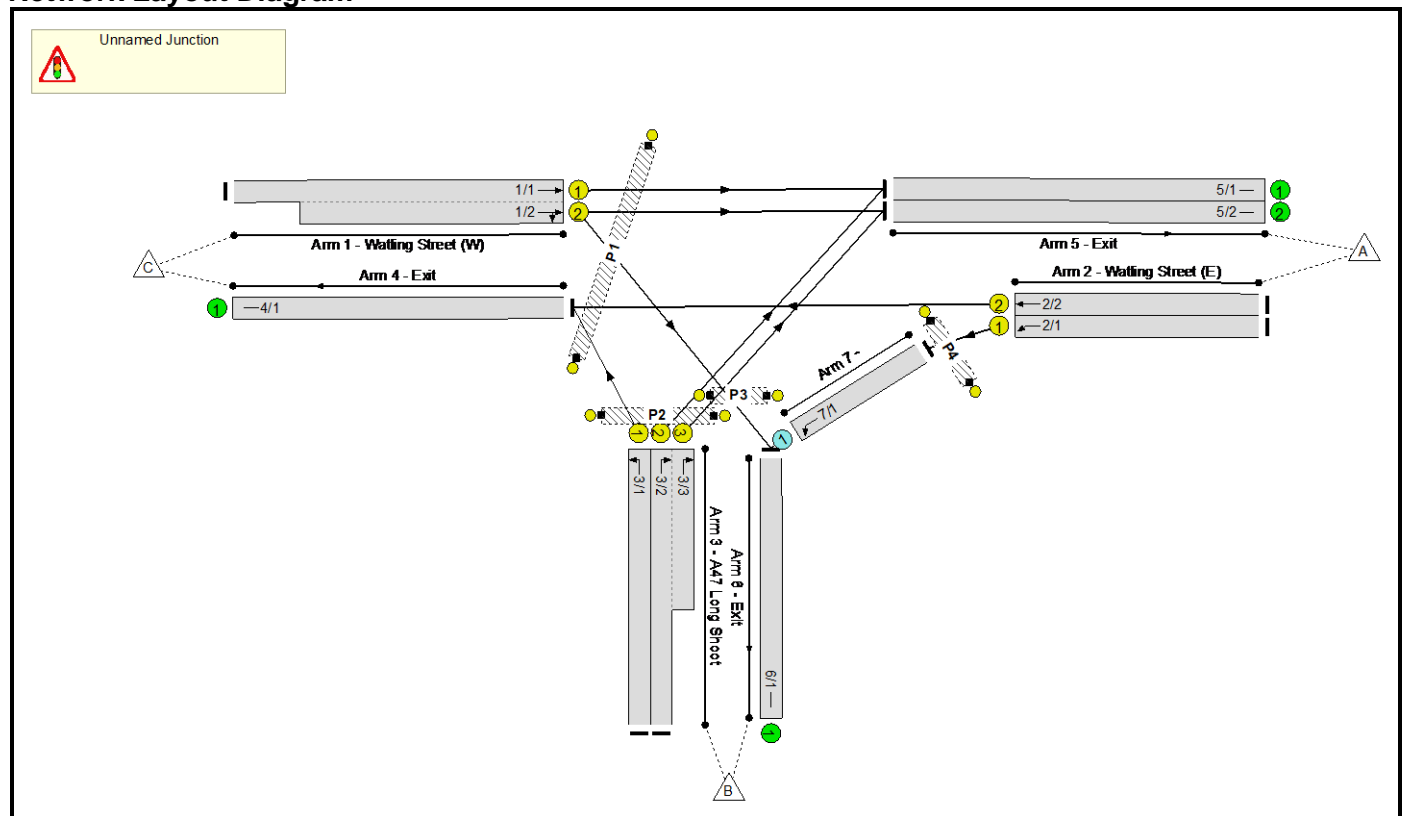 Network Layout Diagram
Unnamed Junction
1/1
1
1/2
2
Arm 1 - Watling Street (W)
C
Arm 4 - Exit
1
4/1
P1
5/1
1
5/2
2
Arm 5 - Exit
A
Arm 2 - Watling Street (E)
2
2/2
1
2/1
P4
Arm 7 -
7/1
1
P3
P2
1
2
3
3/1
3/2
3/3
Arm 3 - A47 Long Shoot
Arm 6 - Exit
6/1
1
B